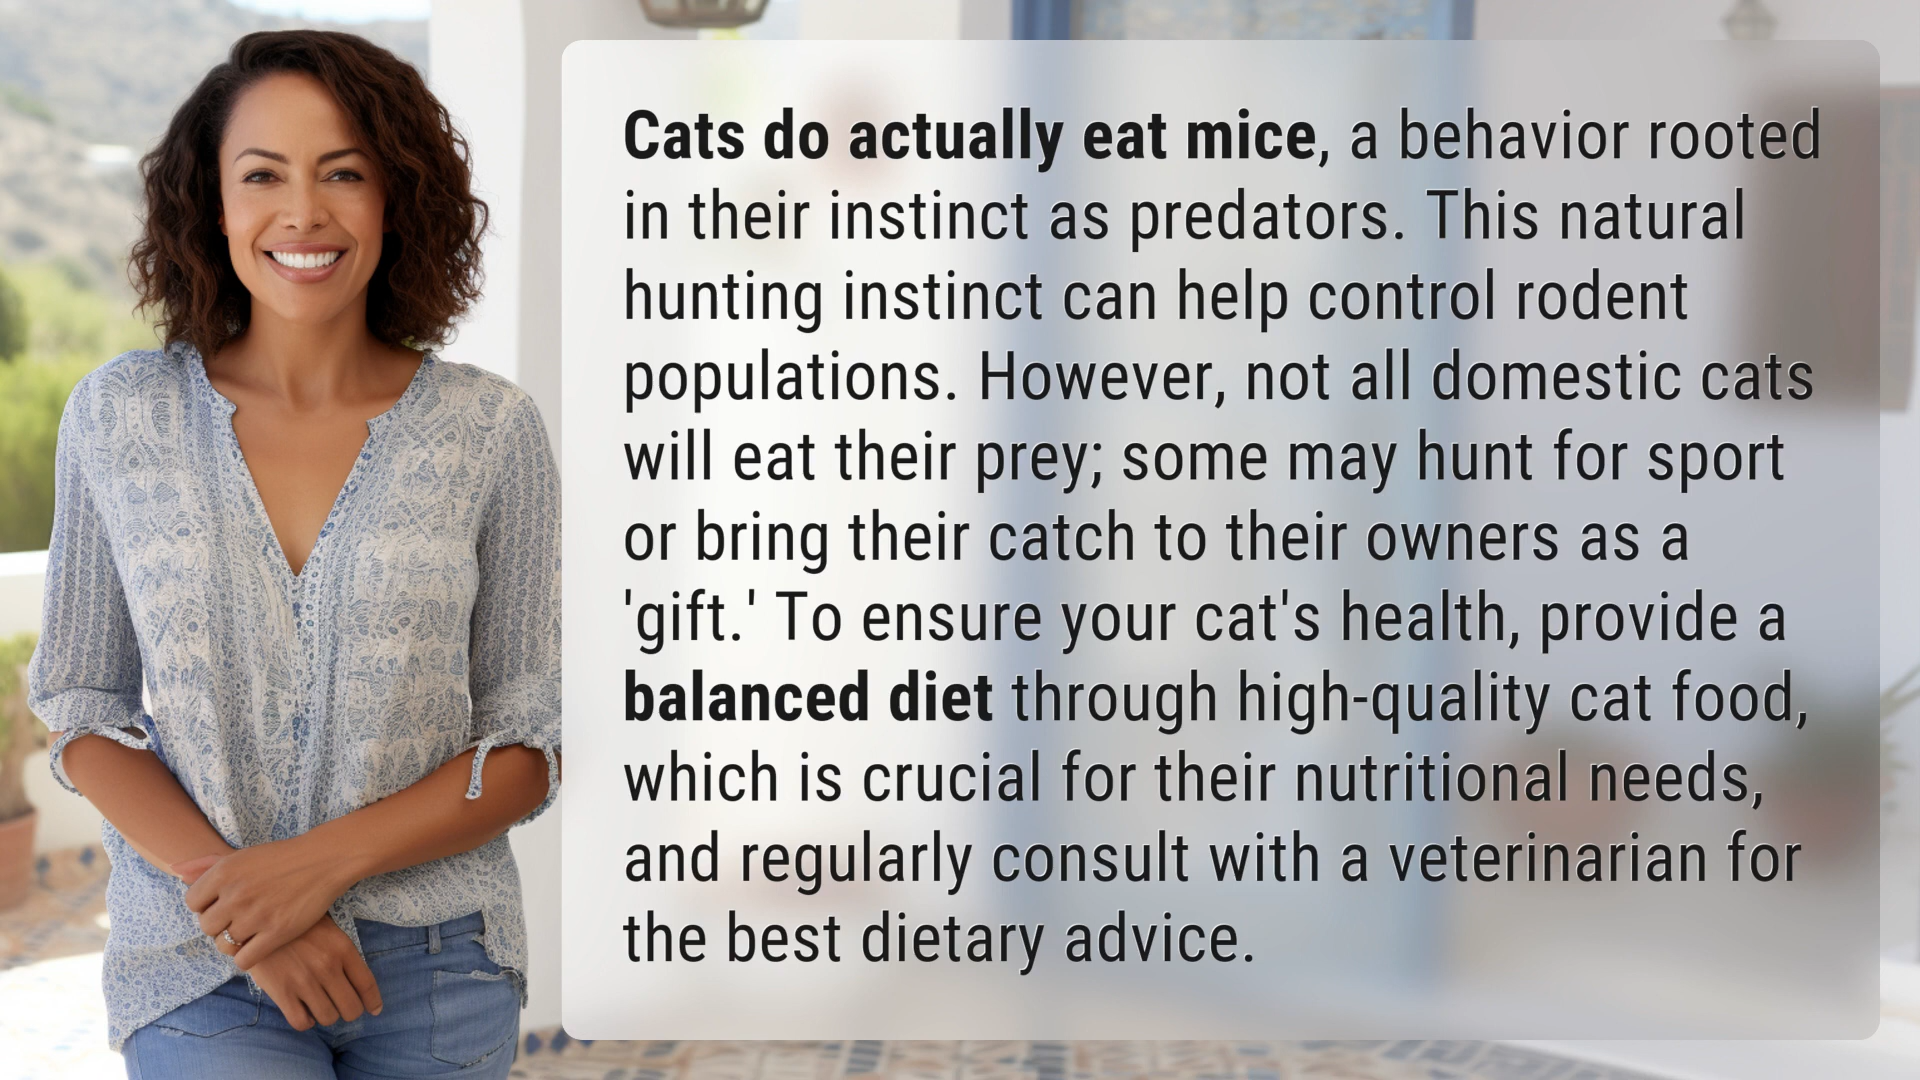 Cats do actually eat mice, a behavior rooted
in their instinct as predators. This natural
hunting instinct can help control rodent
populations. However, not all domestic cats
will eat their prey; some may hunt for sport
or bring their catch to their owners as a
'gift.' To ensure your cat's health, provide a
balanced diet through high-quality cat food,
which is crucial for their nutritional needs,
and regularly consult with a veterinarian for
the best dietary advice.